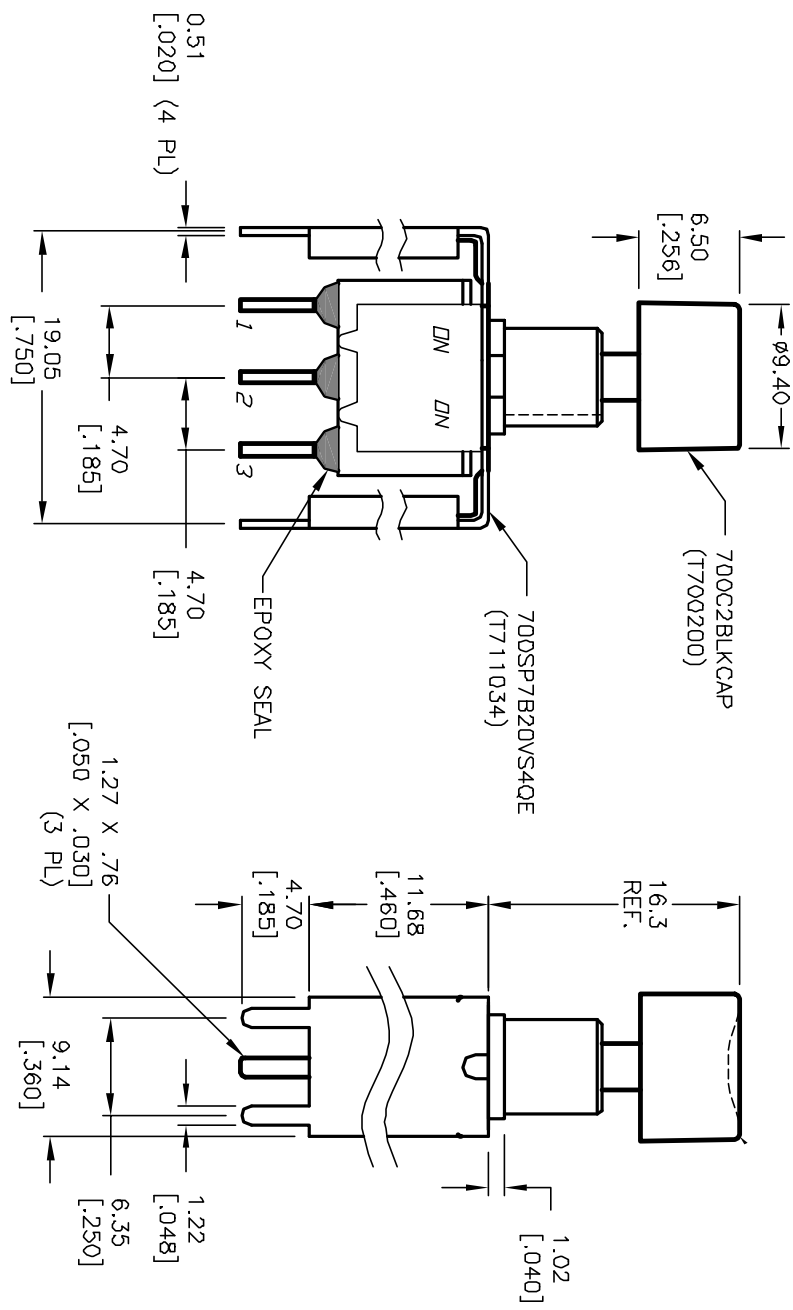 6.50
[.256]
ø9.40
700C2BLKCAP
(T700200)
700SP7B20VS4QE
(T711034)
ON
ON
EPOXY SEAL
1
2
3
0.51
[.020] (4 PL)
19.05
[.750]
4.70
[.185]
4.70
[.185]
16.3
REF.
11.68
[.460]
4.70
[.185]
1.02
[.040]
1.27 X .76
[.050 X .030]
(3 PL)
9.14
[.360]
1.22
[.048]
6.35
[.250]